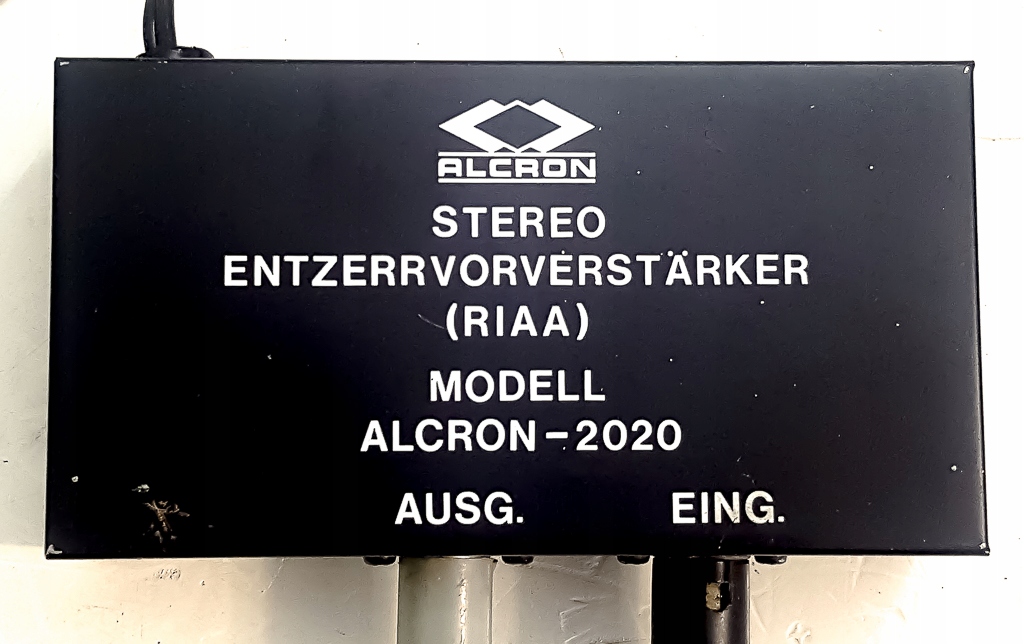 ALCRON
STEREO
ENTZERRVORVERSTÄRKER
(RIAA)
MODELL
ALCRON-2020
AUSG. EING.